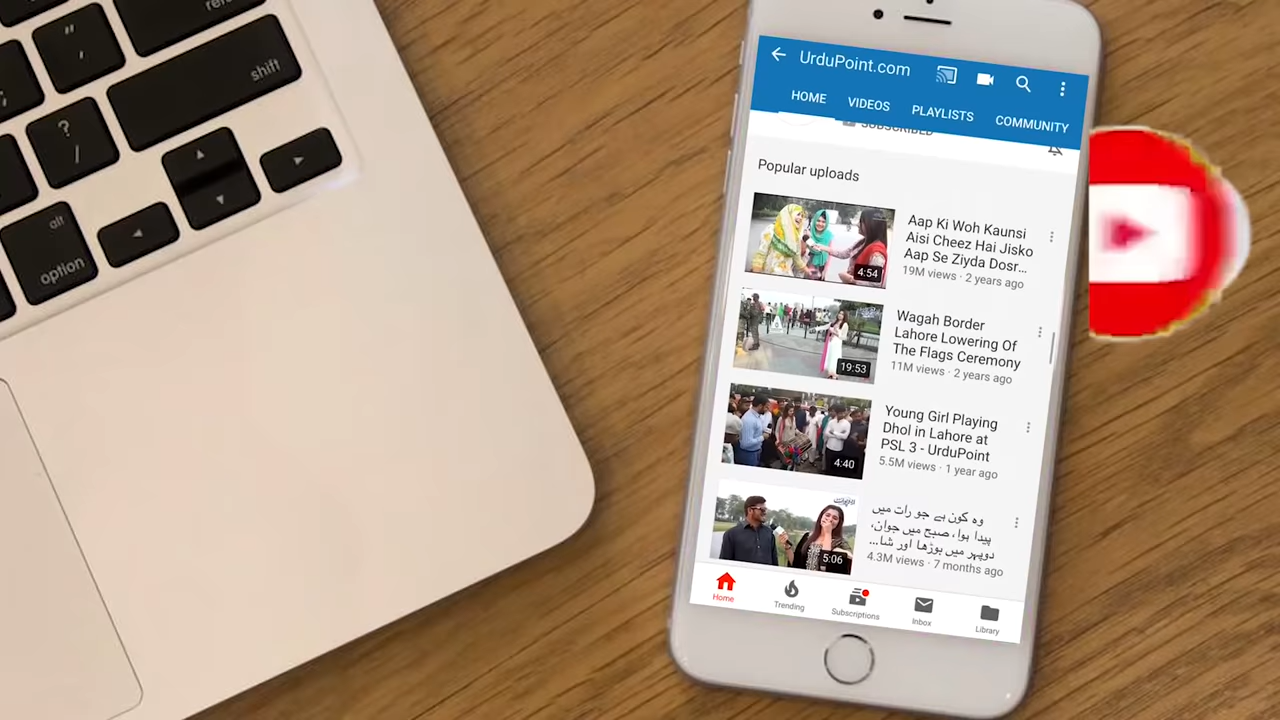 refe
" ,
;
shift
? /
alt
option
UrduPoint.com
HOME VIDEOS PLAYLISTS COMMUNITY
SUBSCRIBED
Popular uploads
Aap Ki Woh Kaunsi
Aisi Cheez Hai Jisko
Aap Se Ziyda Dosr...
19M views · 2 years ago
4:54
Wagah Border
Lahore Lowering Of
The Flags Ceremony
11M views · 2 years ago
19:53
Young Girl Playing
Dhol in Lahore at
PSL 3 - UrduPoint
5.5M views · 1 year ago
4:40
وہ کون ہے جو رات میں
پیدا ہوا، صبح میں جوان،
دوپہر میں بوڑھا اور شا...
4.3M views · 7 months ago
5:06
Home Trending Subscriptions Inbox Library